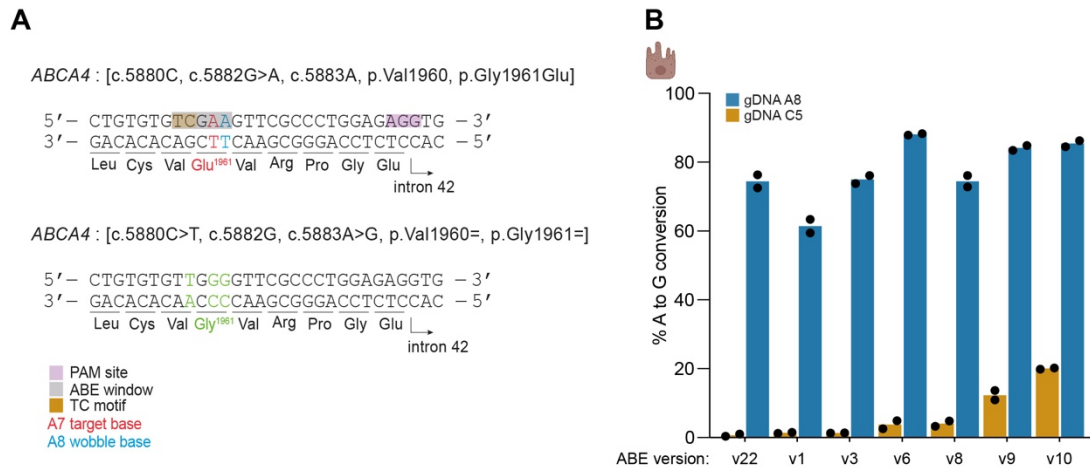 A
ABCA4 : [c.5880C, c.5882G>A, c.5883A, p.Val1960, p.Gly1961Glu]
5′– CTGTGTGTCGAAGTTCGCCCTGGAGAGGTG –3′
3′– GACACACAGCTTCAAGCGGGACCTCTCCAC –5′
Leu Cys Val Glu¹⁹⁶¹ Val Arg Pro Gly Glu
intron 42
ABCA4 : [c.5880C>T, c.5882G, c.5883A>G, p.Val1960=, p.Gly1961=]
5′– CTGTGTGTTGGGGTTCGCCCTGGAGAGGTG –3′
3′– GACACACAACCCCAAGCGGGACCTCTCCAC –5′
Leu Cys Val Gly¹⁹⁶¹ Val Arg Pro Gly Glu
intron 42
PAM site
ABE window
TC motif
A7 target base
A8 wobble base
B
gDNA A8
gDNA C5
% A to G conversion
100
80
60
40
20
0
ABE version: v22 v1 v3 v6 v8 v9 v10